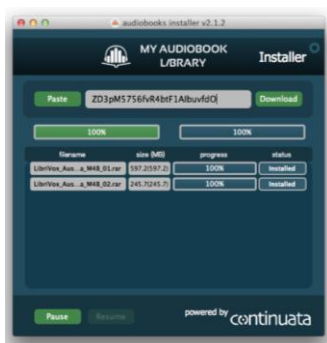 audiobooks installer v2.1.2
MY AUDIOBOOK
LIBRARY
Installer
Paste
ZD3pM5756fvR4btF1AlbuvfdO
Download
100%
100%
filename
size (MB)
progress
status
LibriVox_Aus...a_M4B_01.rar
597.2(597.2)
100%
Installed
LibriVox_Aus...a_M4B_02.rar
245.7(245.7)
100%
Installed
Pause
Resume
powered by
continuata